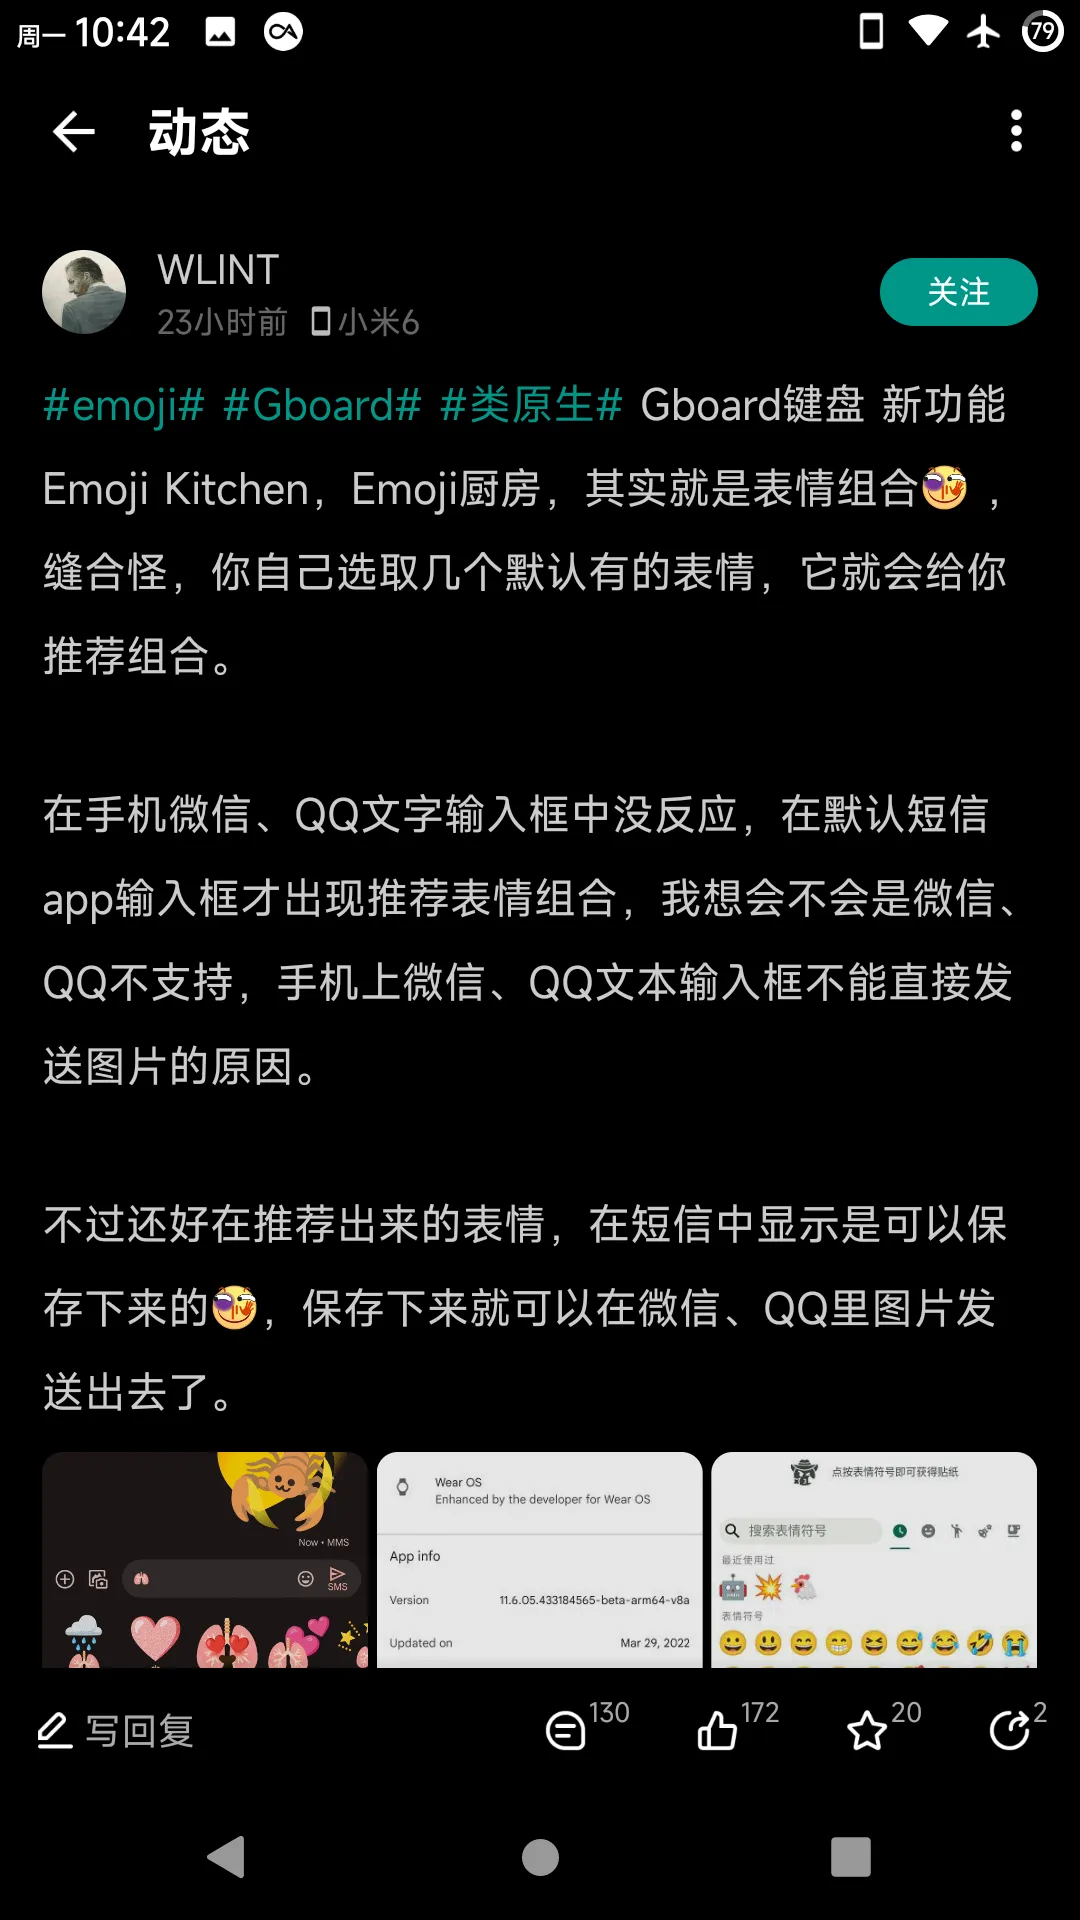 周一 10:42
79
动态
WLINT
23小时前 小米6
关注
#emoji# #Gboard# #类原生# Gboard键盘 新功能
Emoji Kitchen，Emoji厨房，其实就是表情组合，
缝合怪，你自己选取几个默认有的表情，它就会给你
推荐组合。
在手机微信、QQ文字输入框中没反应，在默认短信
app输入框才出现推荐表情组合，我想会不会是微信、
QQ不支持，手机上微信、QQ文本输入框不能直接发
送图片的原因。
不过还好在推荐出来的表情，在短信中显示是可以保
存下来的，保存下来就可以在微信、QQ里图片发
送出去了。
Now • MMS
SMS
Wear OS
Enhanced by the developer for Wear OS
App info
Version 11.6.05.433184565-beta-arm64-v8a
Updated on Mar 29, 2022
点按表情符号即可获得贴纸
搜索表情符号
最近使用过
表情符号
写回复
130
172
20
2